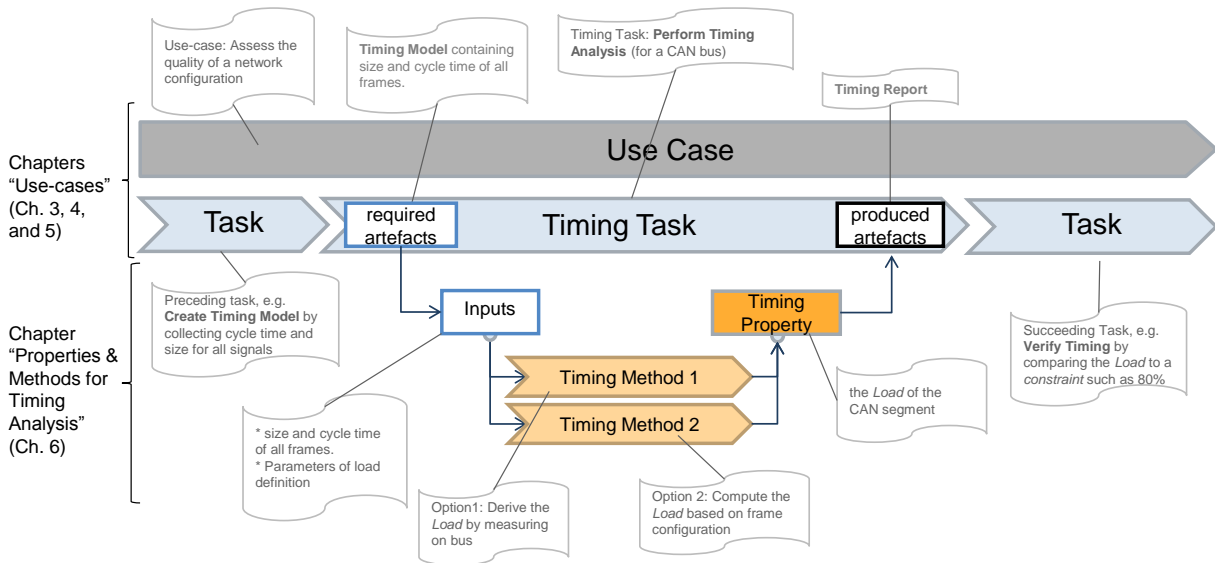 Use-case: Assess the
quality of a network
configuration
Timing Model containing
size and cycle time of all
frames.
Timing Task: Perform Timing
Analysis (for a CAN bus)
Timing Report
Chapters
“Use-cases”
(Ch. 3, 4,
and 5)
Use Case
Task
required
artefacts
Timing Task
produced
artefacts
Task
Chapter
“Properties &
Methods for
Timing
Analysis”
(Ch. 6)
Preceding task, e.g.
Create Timing Model by
collecting cycle time and
size for all signals
Inputs
Timing
Property
Timing Method 1
Timing Method 2
Succeeding Task, e.g.
Verify Timing by
comparing the Load to a
constraint such as 80%
the Load of the
CAN segment
* size and cycle time
of all frames.
* Parameters of load
definition
Option1: Derive the
Load by measuring
on bus
Option 2: Compute the
Load based on frame
configuration